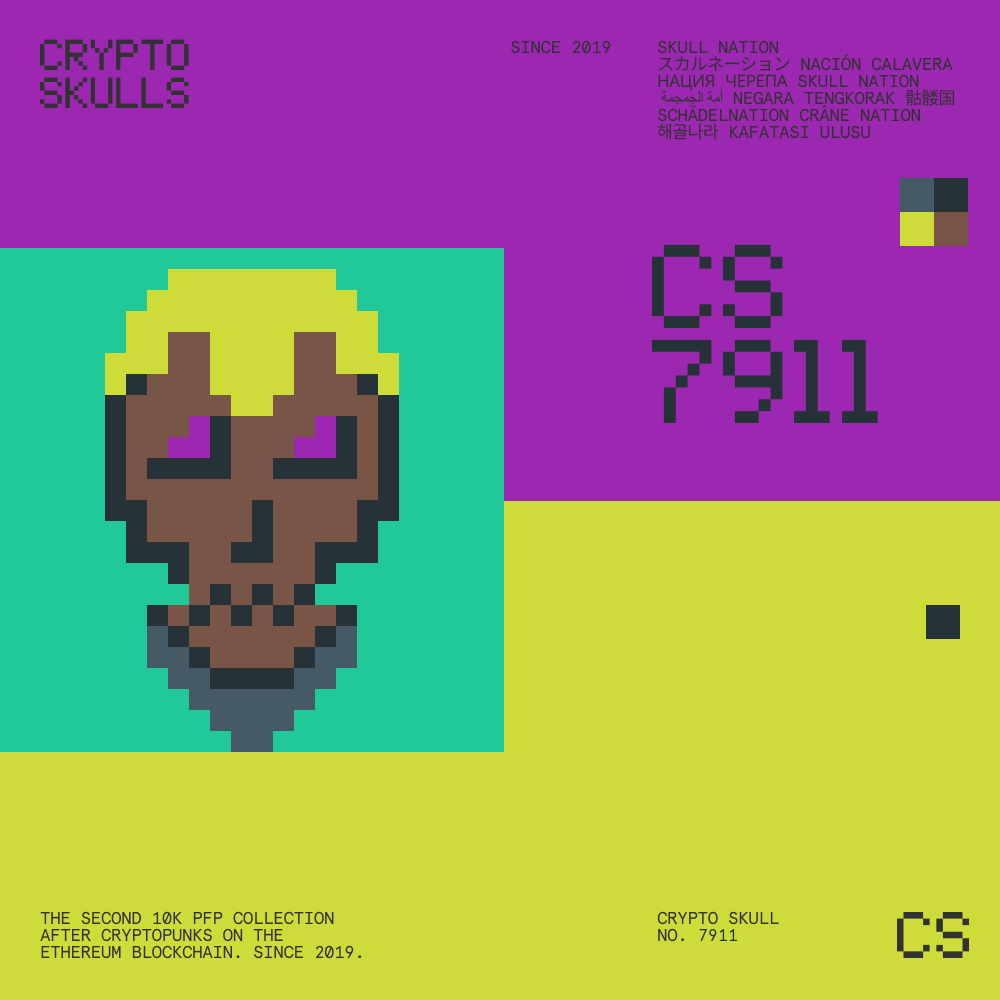 CRYPTO
SKULLS
SINCE 2019
SKULL NATION
スカルネーション NACIÓN CALAVERA
НАЦИЯ ЧЕРЕПА SKULL NATION
أمة الجمجمة NEGARA TENGKORAK 骷髅国
SCHÄDELNATION CRÂNE NATION
해골나라 KAFATASI ULUSU
CS
7911
THE SECOND 10K PFP COLLECTION
AFTER CRYPTOPUNKS ON THE
ETHEREUM BLOCKCHAIN. SINCE 2019.
CRYPTO SKULL
NO. 7911
CS